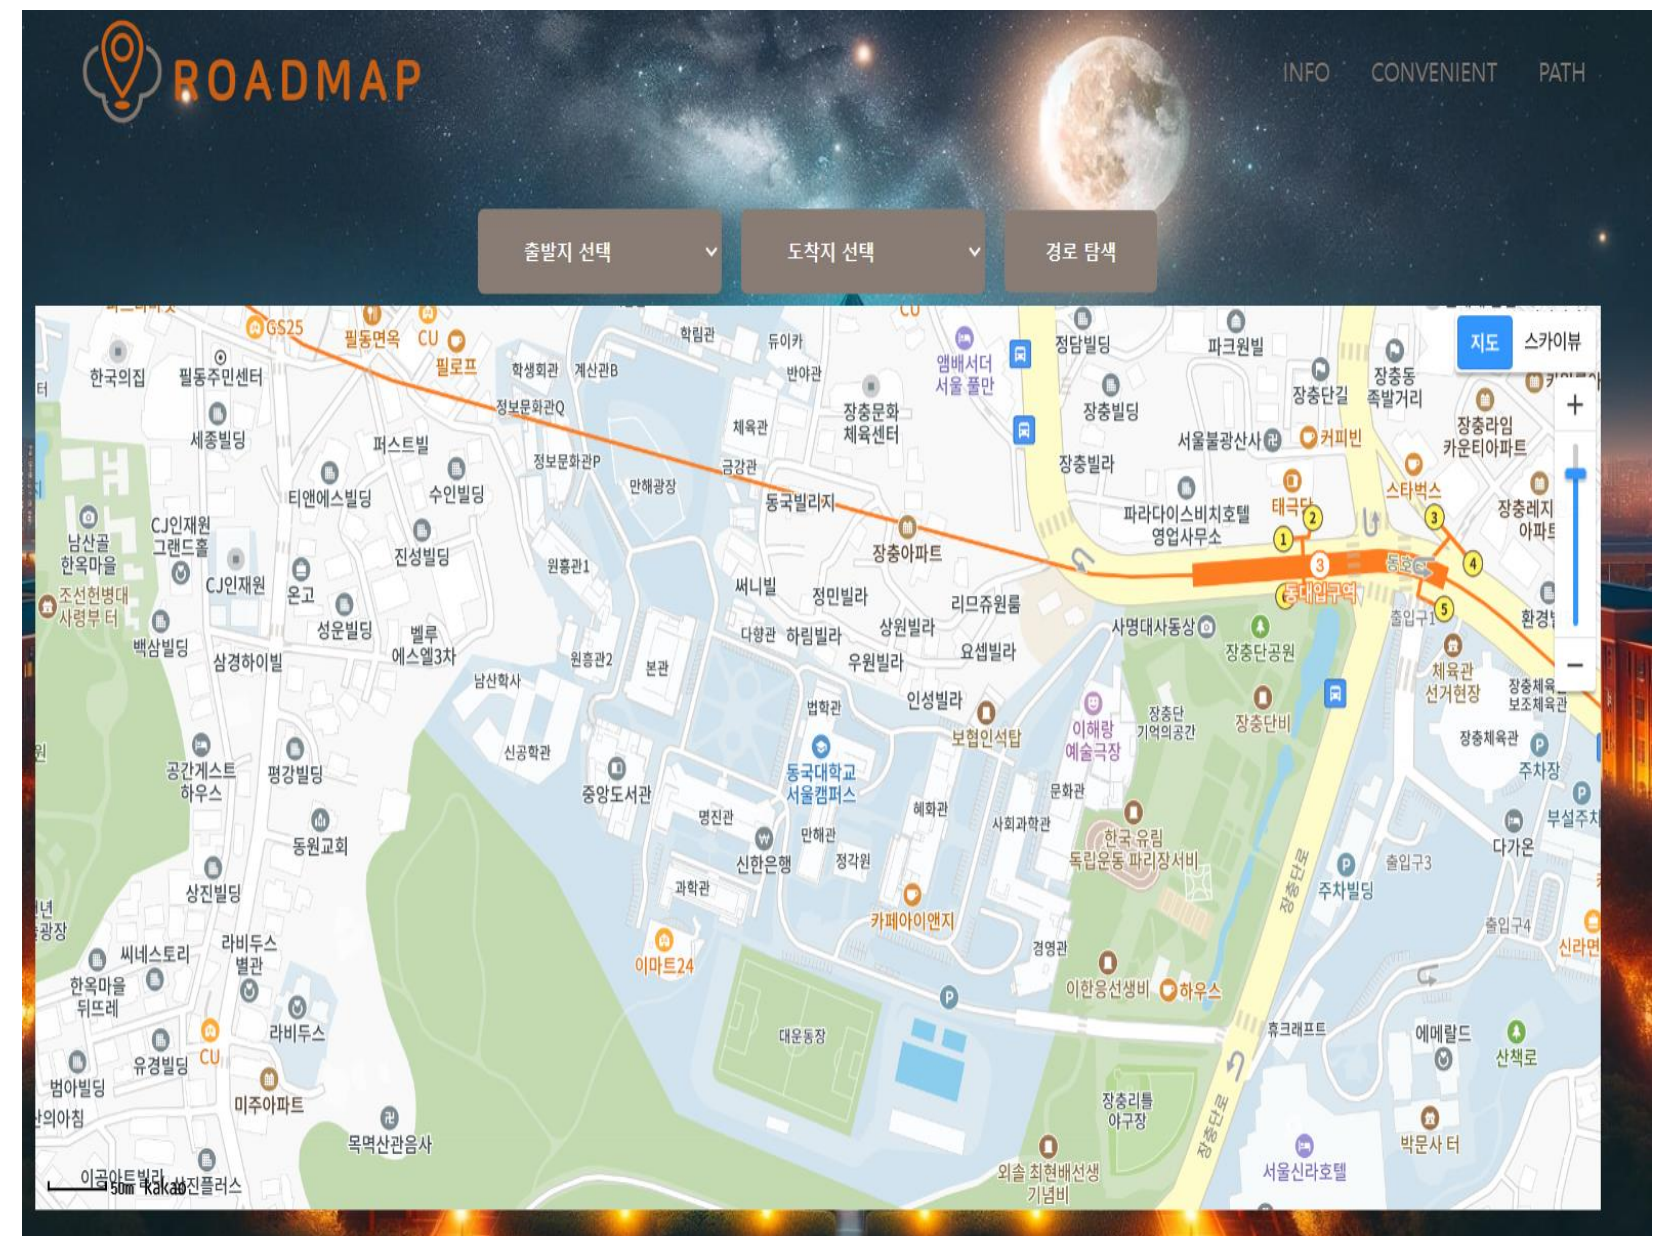 ROADMAP
INFO
CONVENIENT
PATH
출발지 선택
도착지 선택
경로 탐색
지도
스카이뷰
GS25
필동면옥
CU
필로프
학림관
듀이카
CU
앰배서더
서울 풀만
정담빌딩
파크원빌
장충단길
장충동
족발거리
한국의집
필동주민센터
터
학생회관
계산관B
반야관
정보문화관Q
체육관
장충문화
체육센터
장충빌딩
장충라임
카운티아파트
세종빌딩
퍼스트빌
정보문화관P
금강관
서울불광산사
커피빈
장충빌라
티앤에스빌딩
수인빌딩
만해광장
동국빌리지
태극당
스타벅스
파라다이스비치호텔
영업사무소
장충레지
아파트
남산골
한옥마을
CJ인재원
그랜드홀
진성빌딩
장충아파트
1
2
3
4
5
3
동대입구역
CJ인재원
온고
원흥관1
써니빌
정민빌라
리므쥬원룸
조선헌병대
사령부 터
성운빌딩
벨루
에스엘3차
다향관
하림빌라
상원빌라
사명대사동상
장충단공원
출입구1
백삼빌딩
삼경하이빌
원흥관2
본관
우원빌라
요셉빌라
체육관
선거현장
남산학사
법학관
인성빌라
보협인석탑
이해랑
예술극장
장충단
기억의공간
장충단비
장충체육관
보조체육관
장충체육관
주차장
원
공간게스트
하우스
평강빌딩
신공학관
중앙도서관
동국대학교
서울캠퍼스
문화관
명진관
혜화관
사회과학관
한국 유림
독립운동 파리장서비
부설주차
다가온
동원교회
신한은행
만해관
정각원
장충단로
주차빌딩
출입구3
상진빌딩
과학관
카페아이앤지
출입구4
광장
씨네스토리
라비두스
별관
이마트24
경영관
신라면
한옥마을
뒤뜨레
이한응선생비
하우스
라비두스
대운동장
휴크래프트
에메랄드
산책로
유경빌딩
CU
범아빌딩
미주아파트
장충리틀
야구장
장충단로
박문사 터
목멱산관음사
외솔 최현배선생
기념비
서울신라호텔
50m
kakao
진플러스